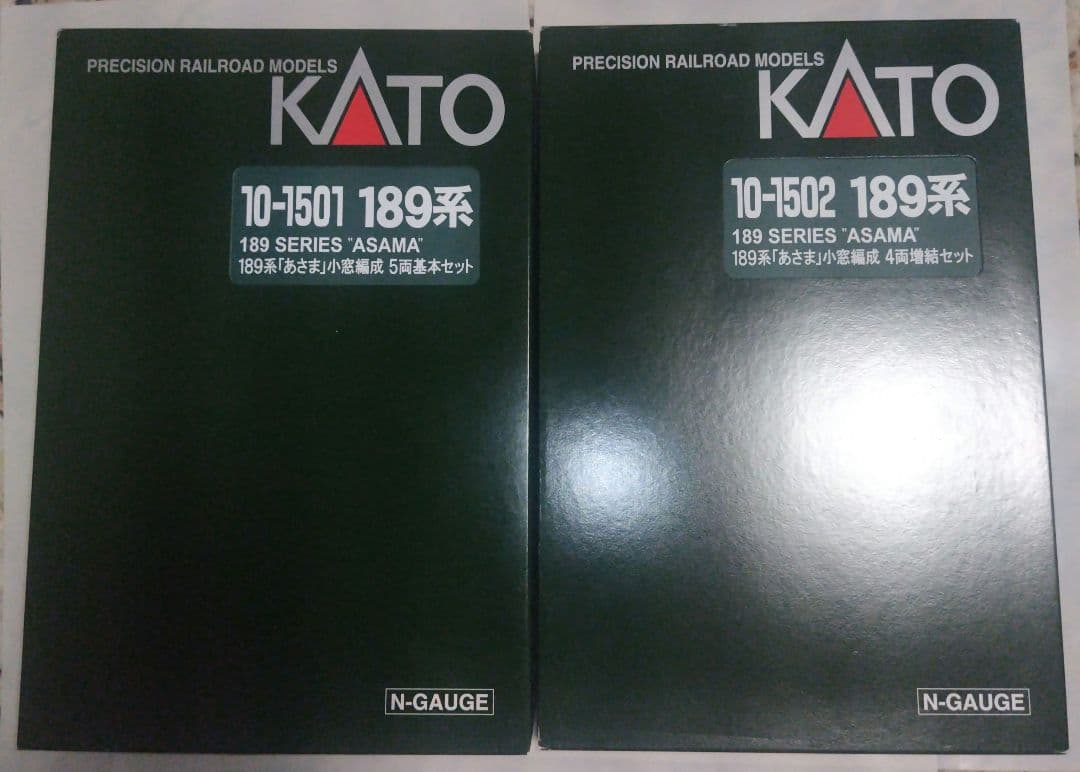 PRECISION RAILROAD MODELS
KATO
10-1501 189系
189 SERIES "ASAMA"
189系「あさま」小窓編成 5両基本セット
N-GAUGE
PRECISION RAILROAD MODELS
KATO
10-1502 189系
189 SERIES "ASAMA"
189系「あさま」小窓編成 4両増結セット
N-GAUGE